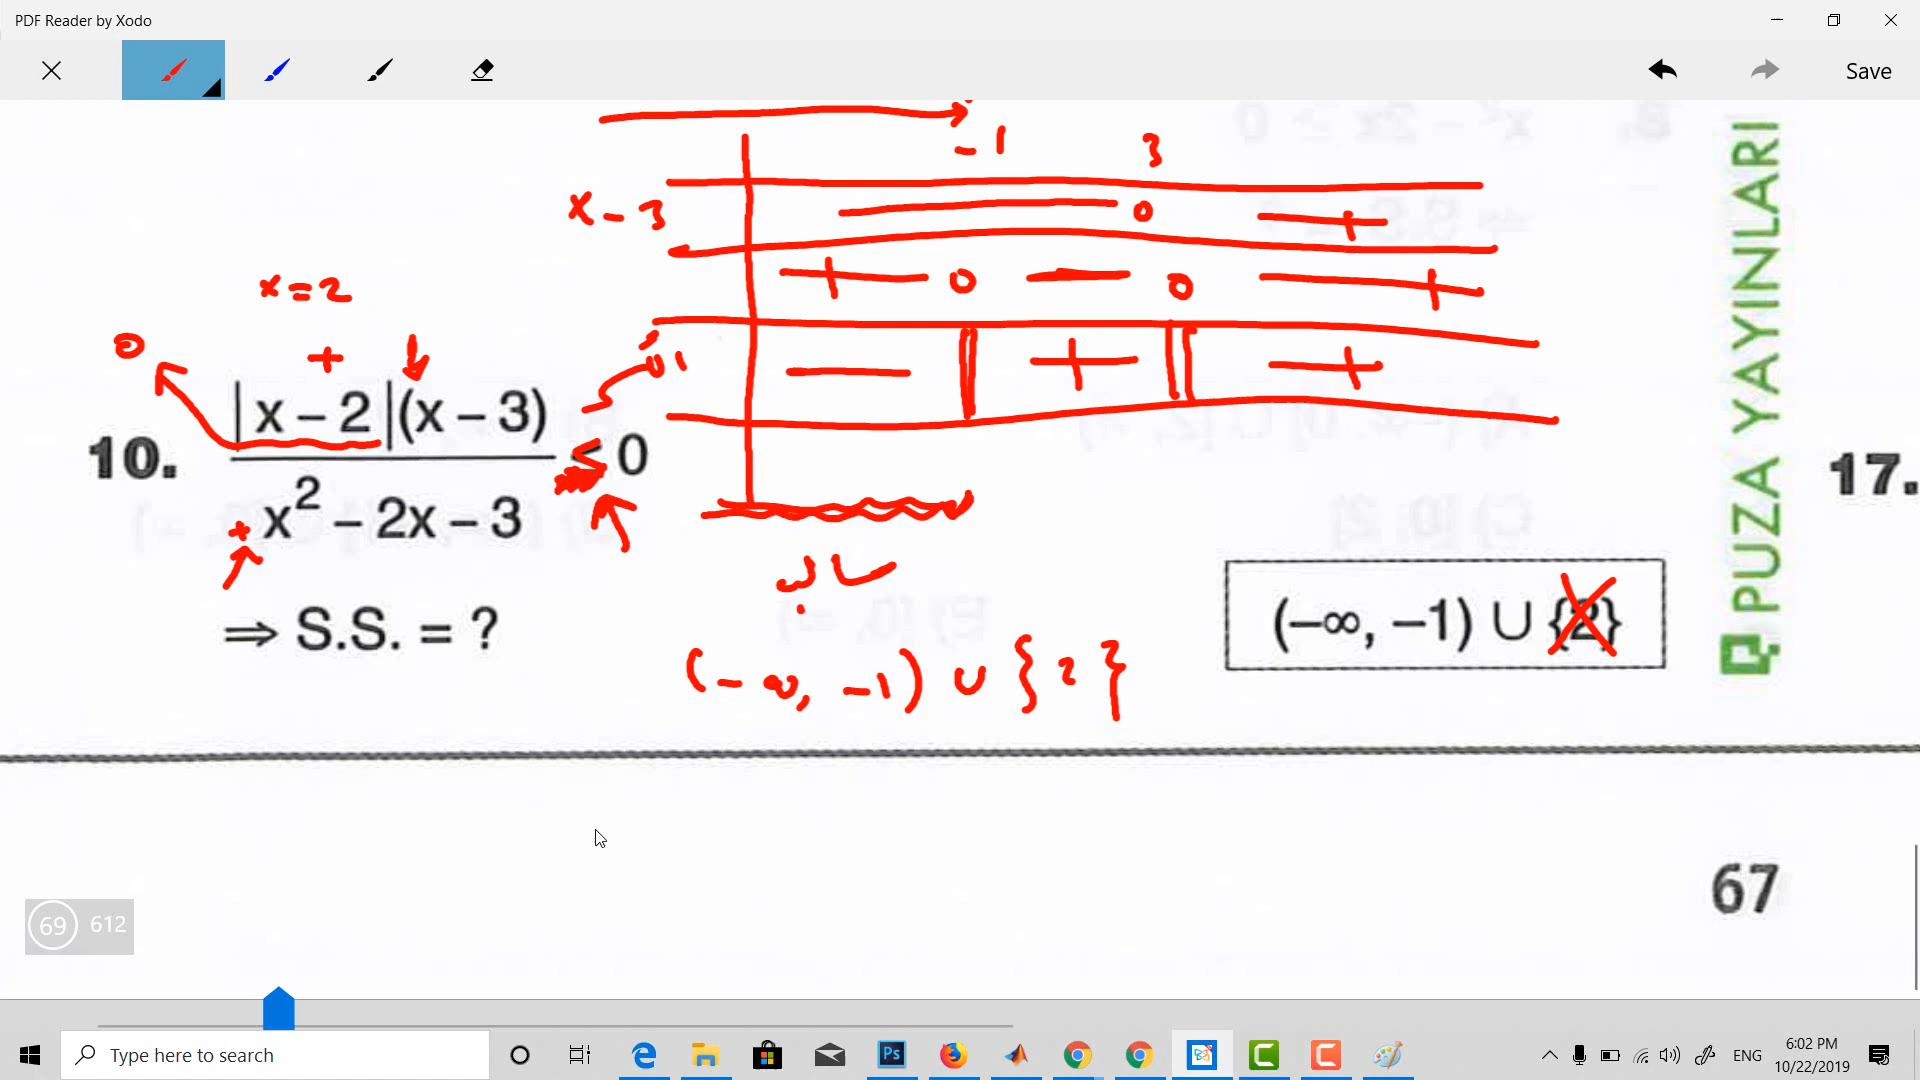 PDF Reader by Xodo
Save
-1 3
x-3
x=2
+
0
10. |x-2|(x-3) / x² - 2x - 3 ≤ 0
⇒ S.S. = ?
(-∞, -1) ∪ {2}
(-∞, -1) ∪ {2}
PUZA YAYINLARI
17.
67
69 612
Type here to search
ENG
6:02 PM
10/22/2019